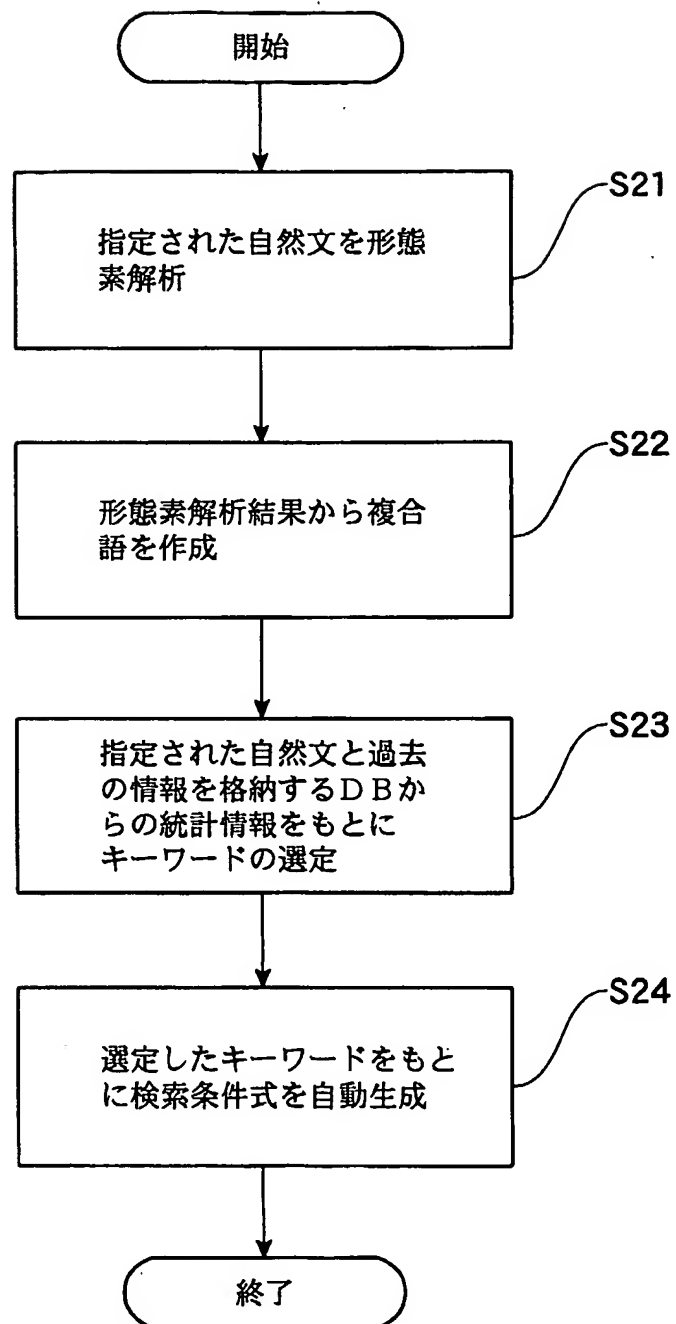 開始
S21
指定された自然文を形態
素解析
S22
形態素解析結果から複合
語を作成
S23
指定された自然文と過去
の情報を格納するＤＢか
らの統計情報をもとに
キーワードの選定
S24
選定したキーワードをもと
に検索条件式を自動生成
終了